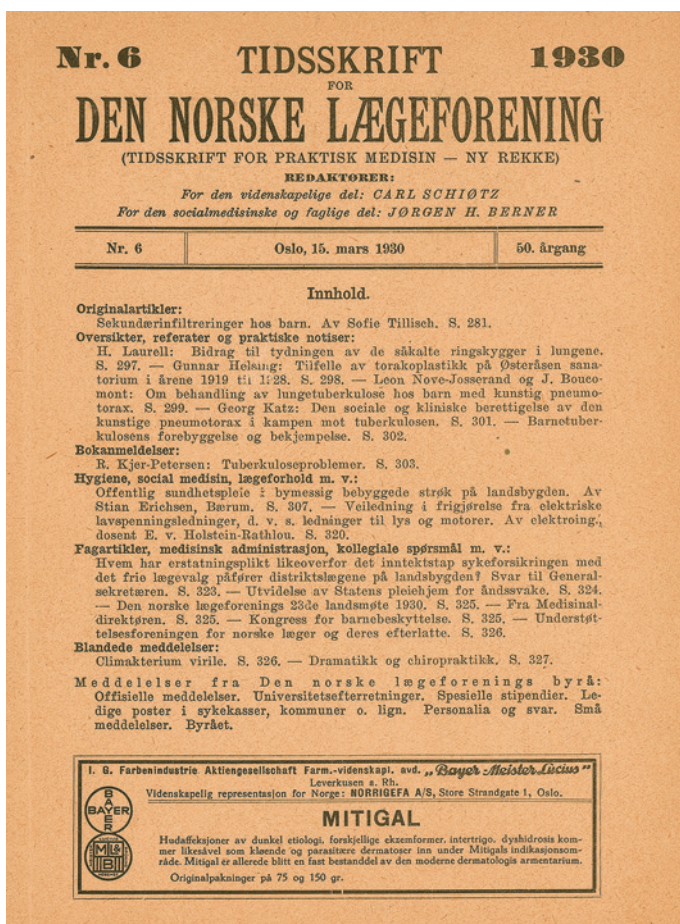 Nr. 6 TIDSSKRIFT 1930
FOR
DEN NORSKE LÆGEFORENING
(TIDSSKRIFT FOR PRAKTISK MEDISIN — NY REKKE)
REDAKTØRER:
For den videnskapelige del: CARL SCHIØTZ
For den socialmedisinske og faglige del: JØRGEN H. BERNER
Nr. 6 Oslo, 15. mars 1930 50. årgang
Innhold.
Originalartikler:
Sekundærinfiltreringer hos barn. Av Sofie Tillisch. S. 281.
Oversikter, referater og praktiske notiser:
H. Laurell: Bidrag til tydningen av de såkalte ringskygger i lungene.
S. 297. — Gunnar Helsing: Tilfelle av torakoplastikk på Østeråsen sana-
torium i årene 1919 til 1928. S. 298. — Leon Nove-Josserand og J. Bouco-
mont: Om behandling av lungetuberkulose hos barn med kunstig pneumo-
torax. S. 299. — Georg Katz: Den sociale og kliniske berettigelse av den
kunstige pneumotorax i kampen mot tuberkulosen. S. 301. — Barnetuber-
kulosens forebyggelse og bekjempelse. S. 302.
Bokanmeldelser:
R. Kjer-Petersen: Tuberkuloseproblemer. S. 303.
Hygiene, social medisin, lægeforhold m. v.:
Offentlig sundhetspleie i bymessig bebyggede strøk på landsbygden. Av
Stian Erichsen, Bærum. S. 307. — Veiledning i frigjørelse fra elektriske
lavspenningsledninger, d. v. s. ledninger til lys og motorer. Av elektroing.,
dosent E. v. Holstein-Rathlou. S. 320.
Fagartikler, medisinsk administrasjon, kollegiale spørsmål m. v.:
Hvem har erstatningsplikt likeoverfor det inntektstap sykeforsikringen med
det frie lægevalg påfører distriktslægene på landsbygden? Svar til General-
sekretæren. S. 323. — Utvidelse av Statens pleiehjem for åndssvake. S. 324.
— Den norske lægeforenings 23de landsmøte 1930. S. 325. — Fra Medisinal-
direktøren. S. 325. — Kongress for barnebeskyttelse. S. 325. — Understøt-
telsesforeningen for norske læger og deres efterlatte. S. 326.
Blandede meddelelser:
Climakterium virile. S. 326. — Dramatikk og chiropraktikk. S. 327.
Meddelelser fra Den norske lægeforenings byrå:
Offisielle meddelelser. Universitetsefterretninger. Spesielle stipendier. Le-
dige poster i sykekasser, kommuner o. lign. Personalia og svar. Små
meddelelser. Byrået.
I. G. Farbenindustrie Aktiengesellschaft Farm.-videnskapl. avd. „Bayer-Meister Lucius"
Leverkusen a. Rh.
Videnskapelig representasjon for Norge: NORRIGEFA A/S, Store Strandgate 1, Oslo.
BAYER
BAYER
MITIGAL
Hudaffeksjoner av dunkel etiologi, forskjellige ekzemformer, intertrigo, dyshidrosis kom-
mer likesåvel som kløende og parasitære dermatoser inn under Mitigals indikasjonsom-
råde. Mitigal er allerede blitt en fast bestanddel av den moderne dermatologis armentarium.
Originalpakninger på 75 og 150 gr.